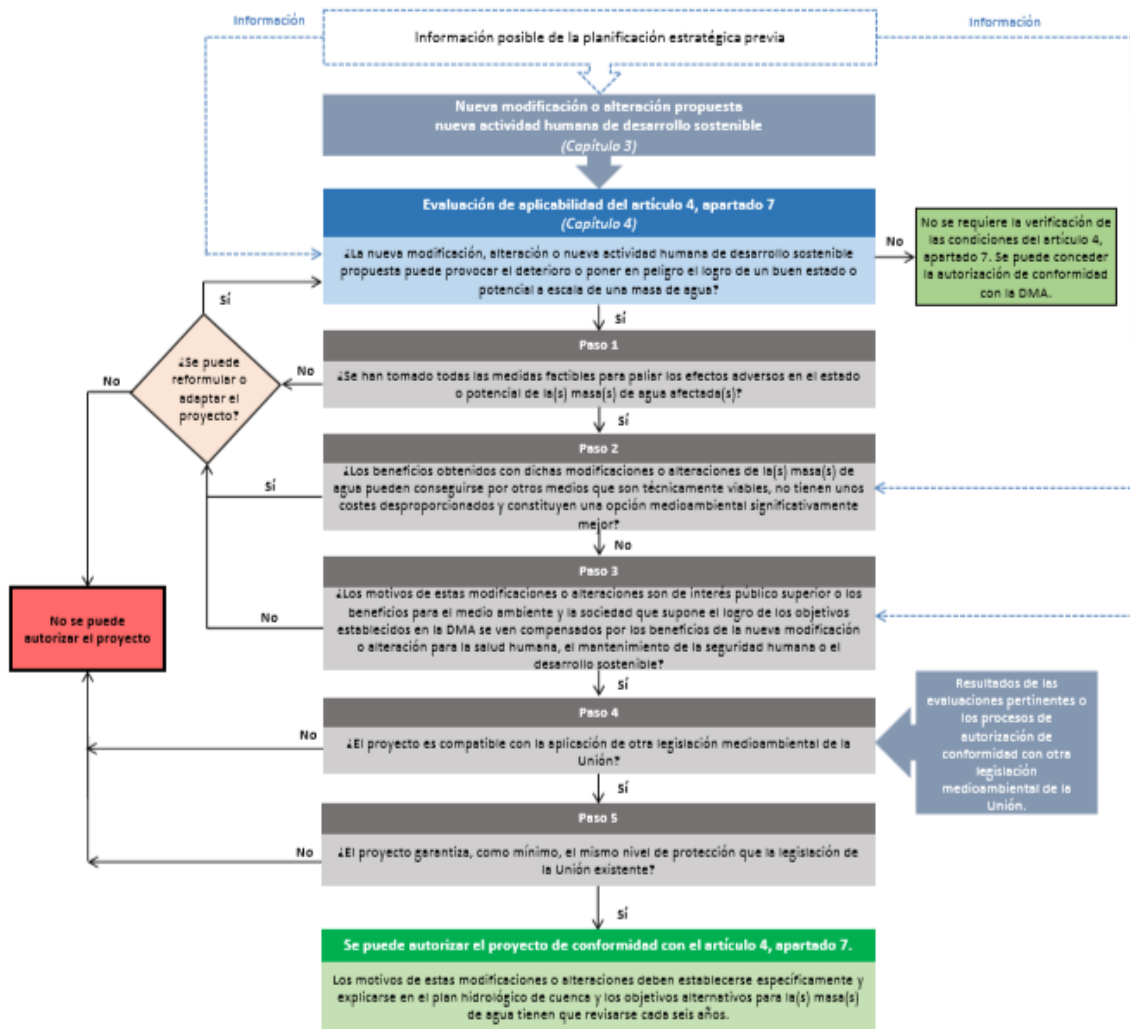 Información
Información posible de la planificación estratégica previa
Información
Nueva modificación o alteración propuesta
nueva actividad humana de desarrollo sostenible
(Capítulo 3)
Evaluación de aplicabilidad del artículo 4, apartado 7
(Capítulo 4)
¿La nueva modificación, alteración o nueva actividad humana de desarrollo sostenible
propuesta puede provocar el deterioro o poner en peligro el logro de un buen estado o
potencial a escala de una masa de agua?
No
No se requiere la verificación de
las condiciones del artículo 4,
apartado 7. Se puede conceder
la autorización de conformidad
con la DMA.
Sí
Sí
Paso 1
¿Se han tomado todas las medidas factibles para paliar los efectos adversos en el estado
o potencial de la(s) masa(s) de agua afectada(s)?
No
¿Se puede
reformular o
adaptar el
proyecto?
No
Sí
Paso 2
¿Los beneficios obtenidos con dichas modificaciones o alteraciones de la(s) masa(s) de
agua pueden conseguirse por otros medios que son técnicamente viables, no tienen unos
costes desproporcionados y constituyen una opción medioambiental significativamente
mejor?
Sí
No
Paso 3
¿Los motivos de estas modificaciones o alteraciones son de interés público superior o los
beneficios para el medio ambiente y la sociedad que supone el logro de los objetivos
establecidos en la DMA se ven compensados por los beneficios de la nueva modificación
o alteración para la salud humana, el mantenimiento de la seguridad humana o el
desarrollo sostenible?
No
No se puede
autorizar el proyecto
Sí
Paso 4
¿El proyecto es compatible con la aplicación de otra legislación medioambiental de la
Unión?
No
Resultados de las
evaluaciones pertinentes o
los procesos de
autorización de
conformidad con otra
legislación
medioambiental de la
Unión.
Sí
Paso 5
¿El proyecto garantiza, como mínimo, el mismo nivel de protección que la legislación de
la Unión existente?
No
Sí
Se puede autorizar el proyecto de conformidad con el artículo 4, apartado 7.
Los motivos de estas modificaciones o alteraciones deben establecerse específicamente y
explicarse en el plan hidrológico de cuenca y los objetivos alternativos para la(s) masa(s)
de agua tienen que revisarse cada seis años.